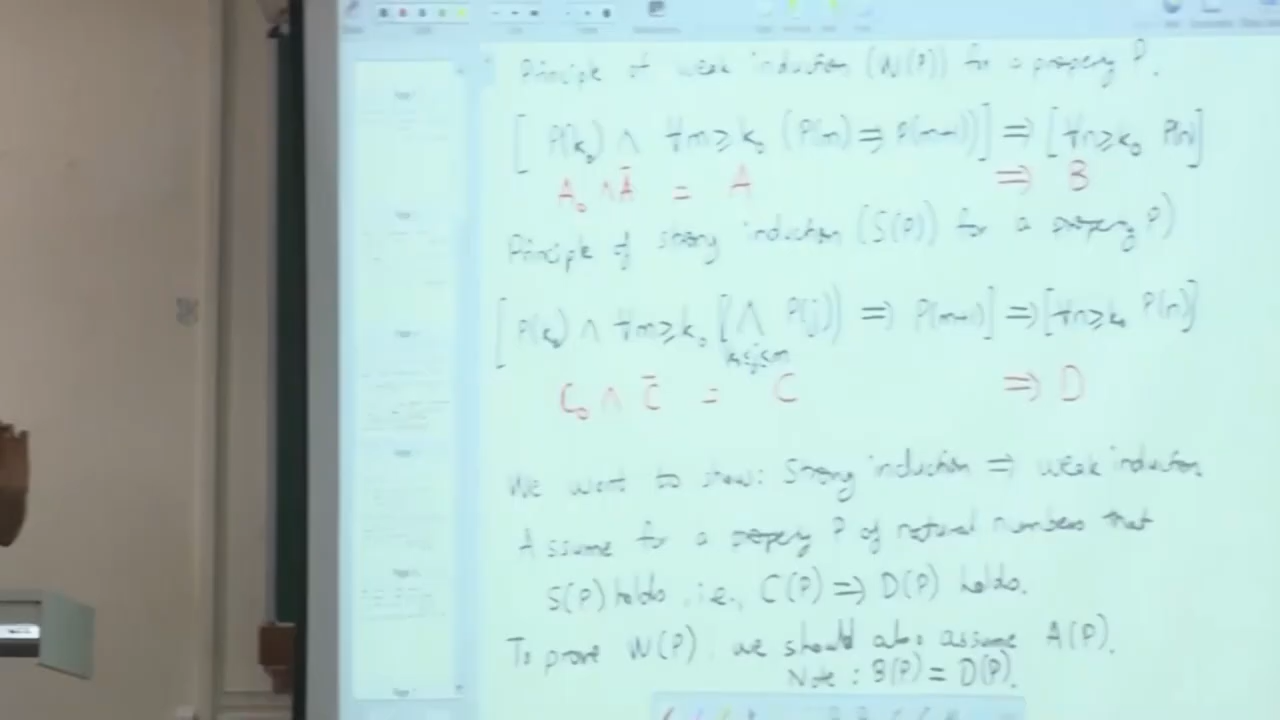 Principle of weak induction (W(P)) for a property P.
[ P(k₀) ∧ ∀m≥k₀ (P(m) ⇒ P(m+1)) ] ⇒ [∀n≥k₀ P(n)]
A₀ ∧ Ā = A ⇒ B
Principle of strong induction (S(P)) for a property P)
[ P(k₀) ∧ ∀m≥k₀ (⋀ P(j)) ⇒ P(m+1) ] ⇒ [∀n≥k₀ P(n)]
k₀≤j≤m
C₀ ∧ C̄ = C ⇒ D
We want to show: Strong induction ⇒ weak induction
Assume for a property P of natural numbers that
S(P) holds, i.e., C(P) ⇒ D(P) holds.
To prove W(P), we should also assume A(P).
Note: B(P) = D(P).